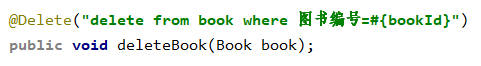 @Delete("delete from book where 图书编号=#{bookId}")
public void deleteBook(Book book);